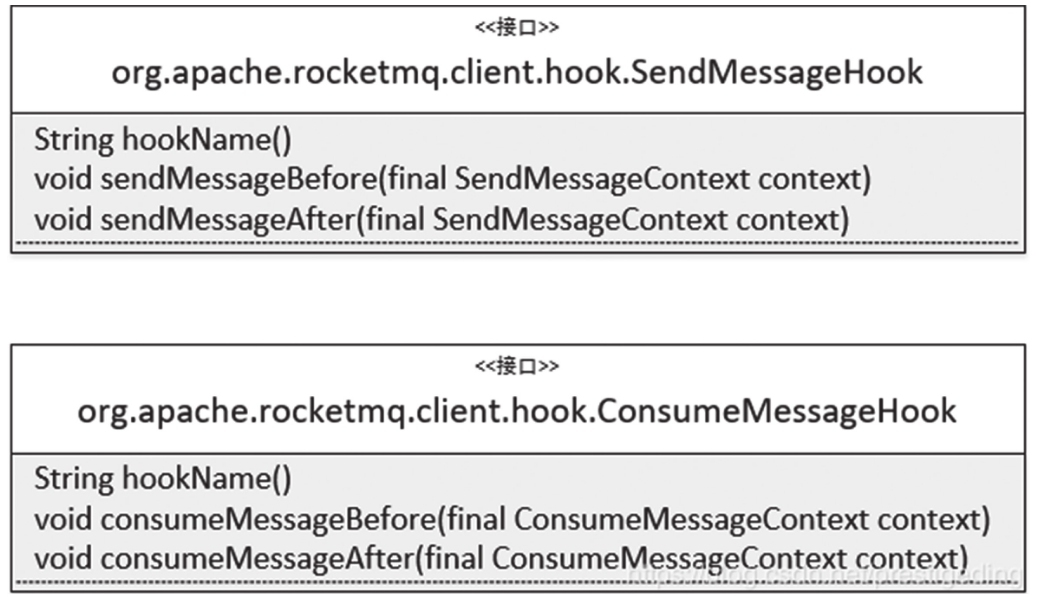 <<接口>>
org.apache.rocketmq.client.hook.SendMessageHook
String hookName()
void sendMessageBefore(final SendMessageContext context)
void sendMessageAfter(final SendMessageContext context)
<<接口>>
org.apache.rocketmq.client.hook.ConsumeMessageHook
String hookName()
void consumeMessageBefore(final ConsumeMessageContext context)
void consumeMessageAfter(final ConsumeMessageContext context)
https://blog.csdn.net/prestigeding